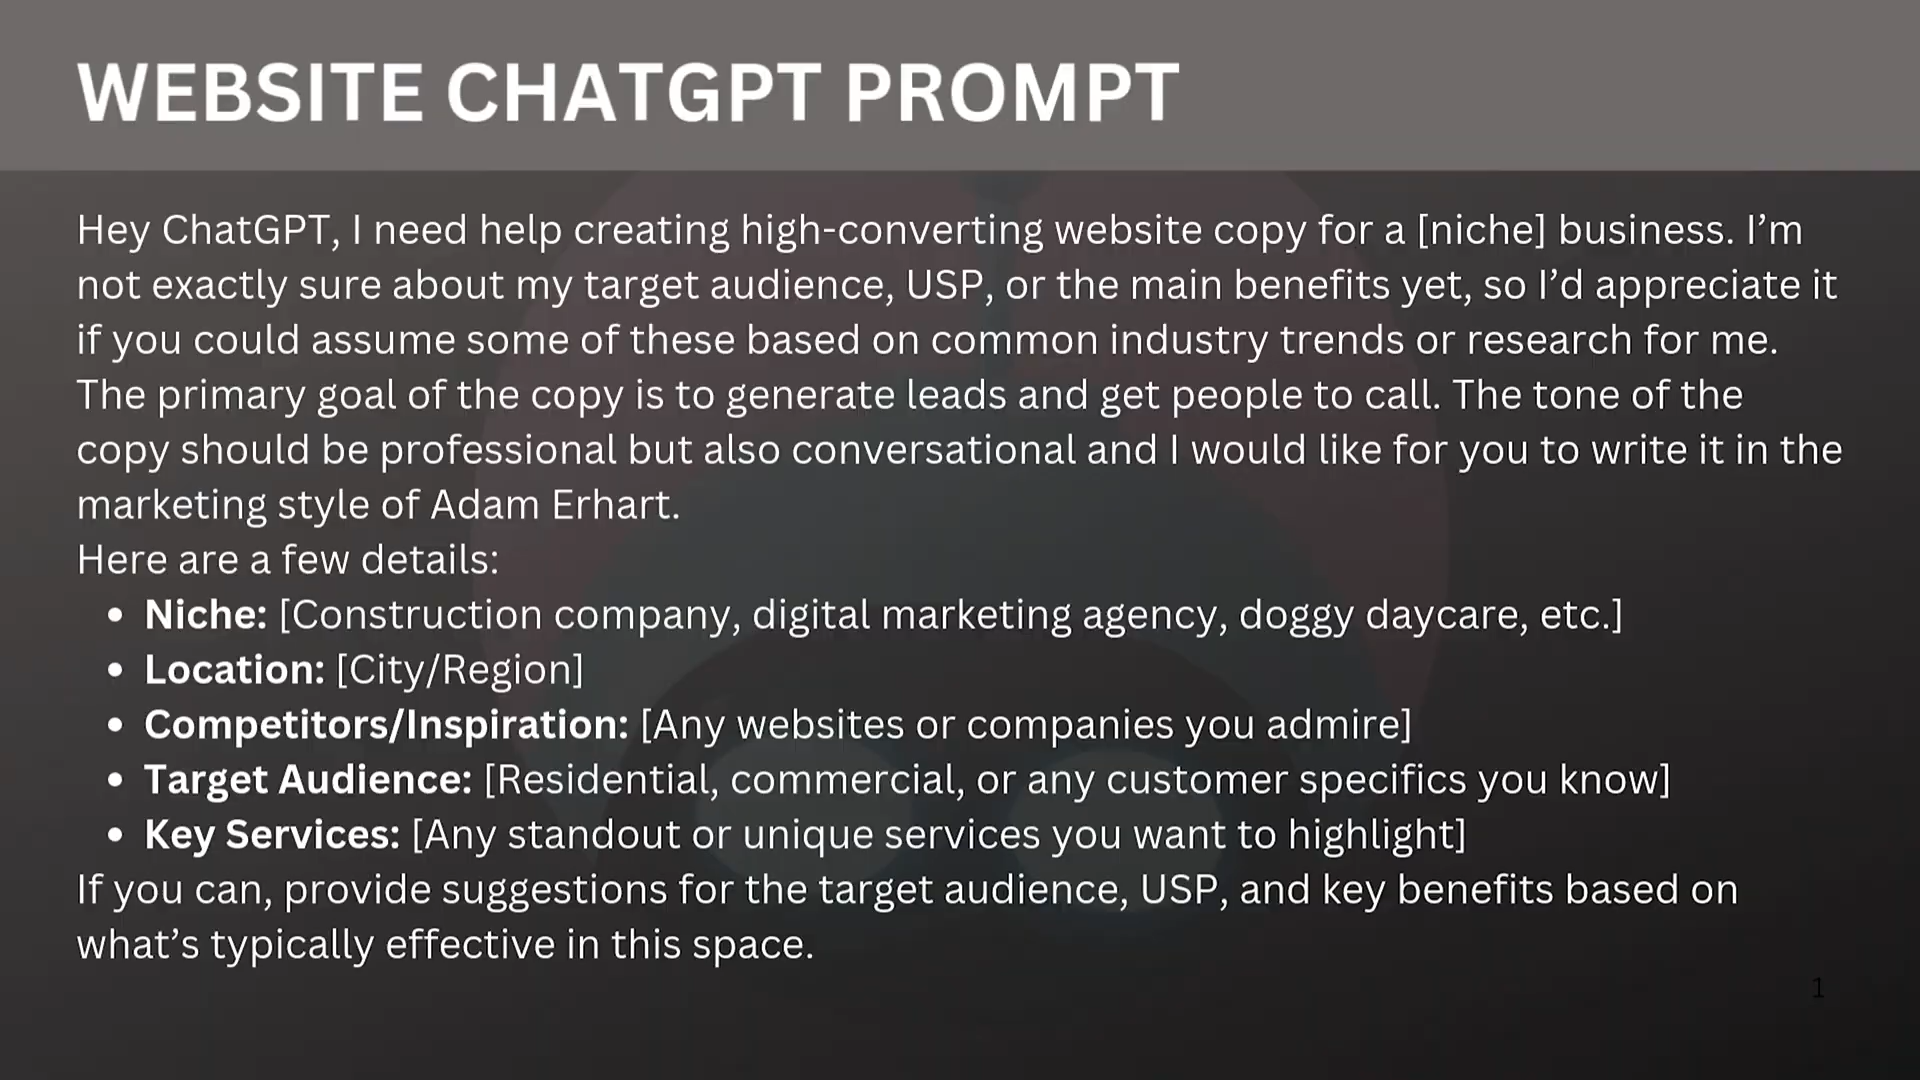 WEBSITE CHATGPT PROMPT
Hey ChatGPT, I need help creating high-converting website copy for a [niche] business. I’m
not exactly sure about my target audience, USP, or the main benefits yet, so I’d appreciate it
if you could assume some of these based on common industry trends or research for me.
The primary goal of the copy is to generate leads and get people to call. The tone of the
copy should be professional but also conversational and I would like for you to write it in the
marketing style of Adam Erhart.
Here are a few details:
• Niche: [Construction company, digital marketing agency, doggy daycare, etc.]
• Location: [City/Region]
• Competitors/Inspiration: [Any websites or companies you admire]
• Target Audience: [Residential, commercial, or any customer specifics you know]
• Key Services: [Any standout or unique services you want to highlight]
If you can, provide suggestions for the target audience, USP, and key benefits based on
what’s typically effective in this space.
1